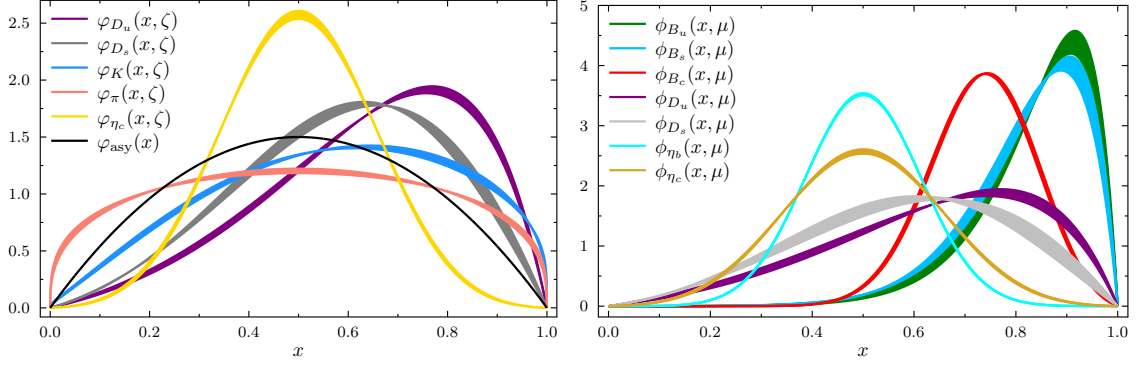 2.5
2.0
1.5
1.0
0.5
0.0
φ_{D_u}(x, ζ)
φ_{D_s}(x, ζ)
φ_K(x, ζ)
φ_π(x, ζ)
φ_{η_c}(x, ζ)
φ_{asy}(x)
0.0 0.2 0.4 0.6 0.8 1.0
x
5
4
3
2
1
0
ϕ_{B_u}(x, μ)
ϕ_{B_s}(x, μ)
ϕ_{B_c}(x, μ)
ϕ_{D_u}(x, μ)
ϕ_{D_s}(x, μ)
ϕ_{η_b}(x, μ)
ϕ_{η_c}(x, μ)
0.0 0.2 0.4 0.6 0.8 1.0
x